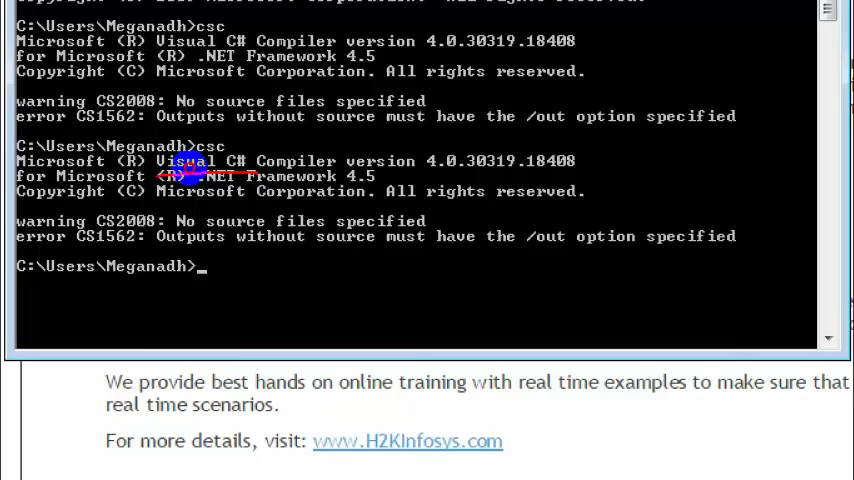 C:\Users\Meganadh>csc
Microsoft (R) Visual C# Compiler version 4.0.30319.18408
for Microsoft (R) .NET Framework 4.5
Copyright (C) Microsoft Corporation. All rights reserved.
warning CS2008: No source files specified
error CS1562: Outputs without source must have the /out option specified
C:\Users\Meganadh>csc
Microsoft (R) Visual C# Compiler version 4.0.30319.18408
for Microsoft (R) .NET Framework 4.5
Copyright (C) Microsoft Corporation. All rights reserved.
warning CS2008: No source files specified
error CS1562: Outputs without source must have the /out option specified
C:\Users\Meganadh>_
We provide best hands on online training with real time examples to make sure that
real time scenarios.
For more details, visit: www.H2KInfosys.com